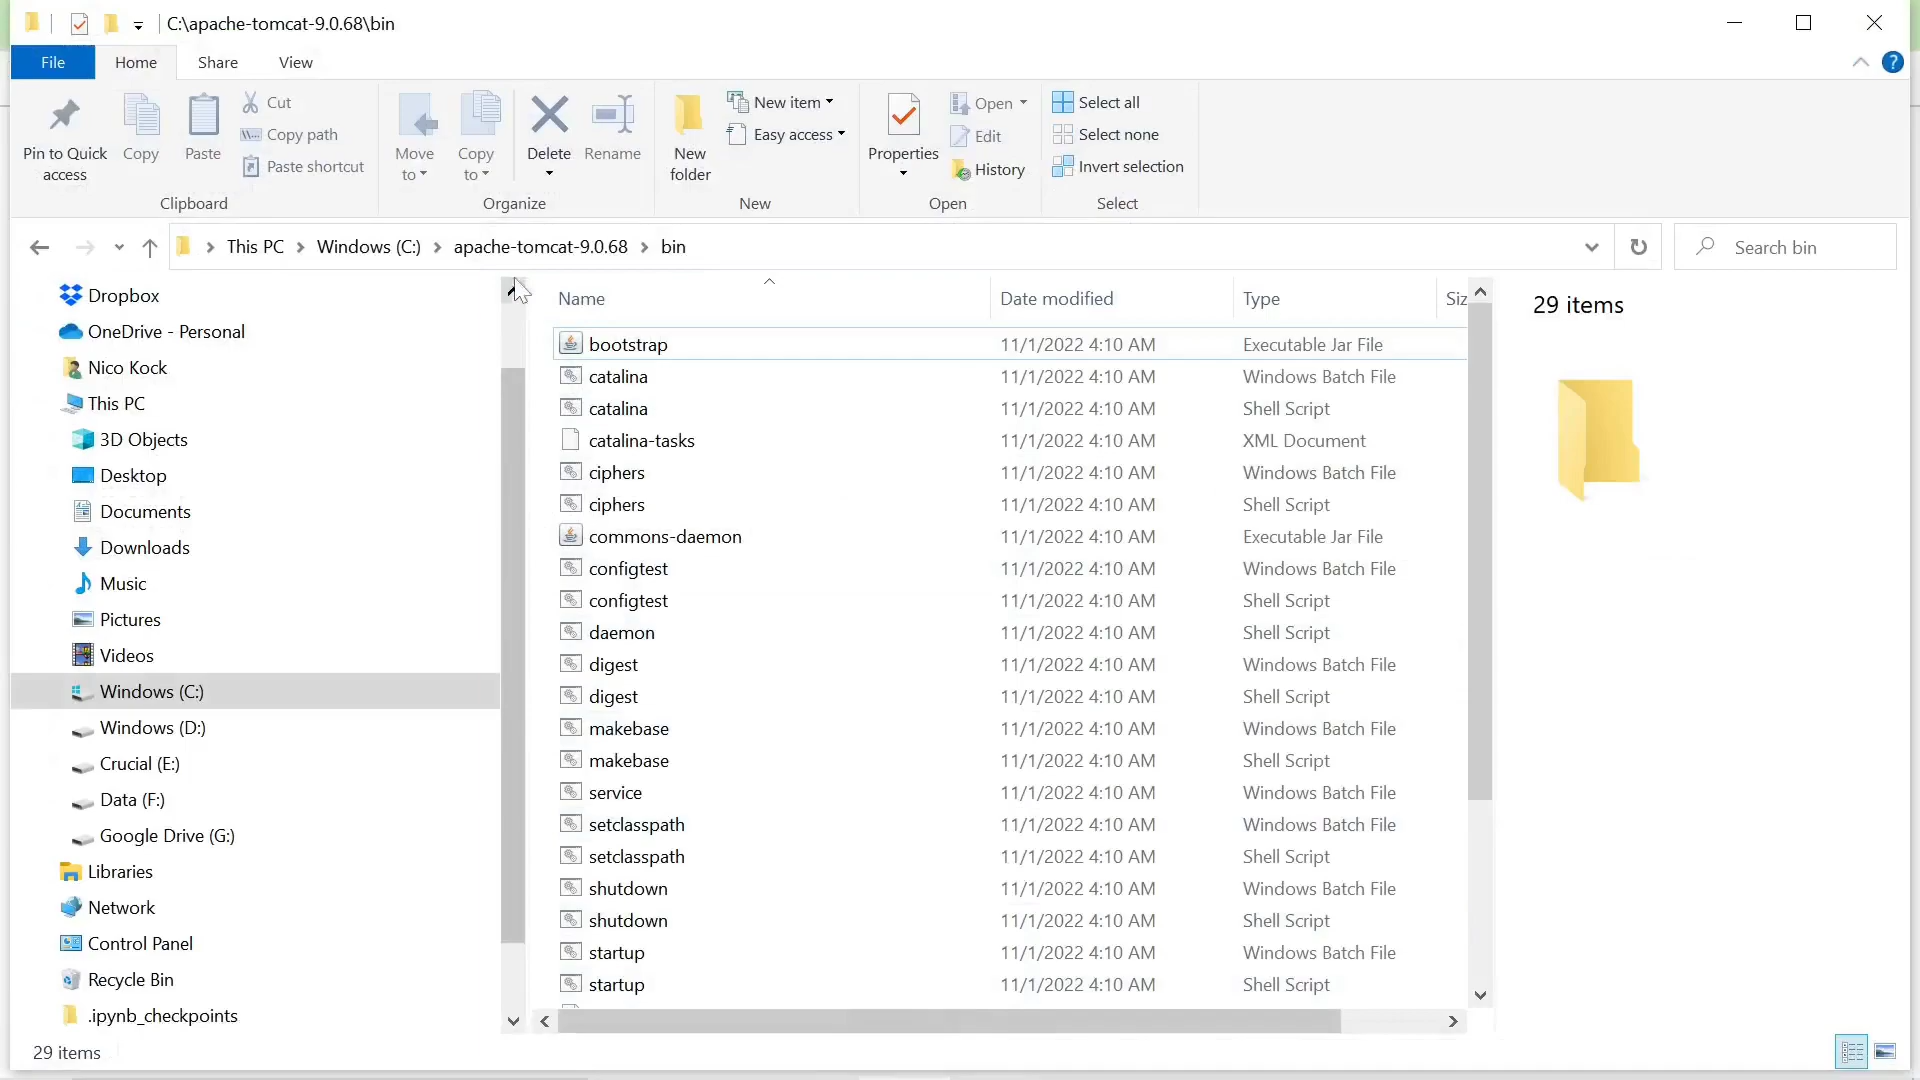 C:\apache-tomcat-9.0.68\bin
File Home Share View
Pin to Quick access
Copy
Paste
Cut
Copy path
Paste shortcut
Clipboard
Move to
Copy to
Delete
Rename
Organize
New folder
New item
Easy access
New
Properties
Open
Edit
History
Open
Select all
Select none
Invert selection
Select
This PC > Windows (C:) > apache-tomcat-9.0.68 > bin
Search bin
Dropbox
OneDrive - Personal
Nico Kock
This PC
3D Objects
Desktop
Documents
Downloads
Music
Pictures
Videos
Windows (C:)
Windows (D:)
Crucial (E:)
Data (F:)
Google Drive (G:)
Libraries
Network
Control Panel
Recycle Bin
.ipynb_checkpoints
Name Date modified Type Siz
bootstrap 11/1/2022 4:10 AM Executable Jar File
catalina 11/1/2022 4:10 AM Windows Batch File
catalina 11/1/2022 4:10 AM Shell Script
catalina-tasks 11/1/2022 4:10 AM XML Document
ciphers 11/1/2022 4:10 AM Windows Batch File
ciphers 11/1/2022 4:10 AM Shell Script
commons-daemon 11/1/2022 4:10 AM Executable Jar File
configtest 11/1/2022 4:10 AM Windows Batch File
configtest 11/1/2022 4:10 AM Shell Script
daemon 11/1/2022 4:10 AM Shell Script
digest 11/1/2022 4:10 AM Windows Batch File
digest 11/1/2022 4:10 AM Shell Script
makebase 11/1/2022 4:10 AM Windows Batch File
makebase 11/1/2022 4:10 AM Shell Script
service 11/1/2022 4:10 AM Windows Batch File
setclasspath 11/1/2022 4:10 AM Windows Batch File
setclasspath 11/1/2022 4:10 AM Shell Script
shutdown 11/1/2022 4:10 AM Windows Batch File
shutdown 11/1/2022 4:10 AM Shell Script
startup 11/1/2022 4:10 AM Windows Batch File
startup 11/1/2022 4:10 AM Shell Script
29 items
29 items